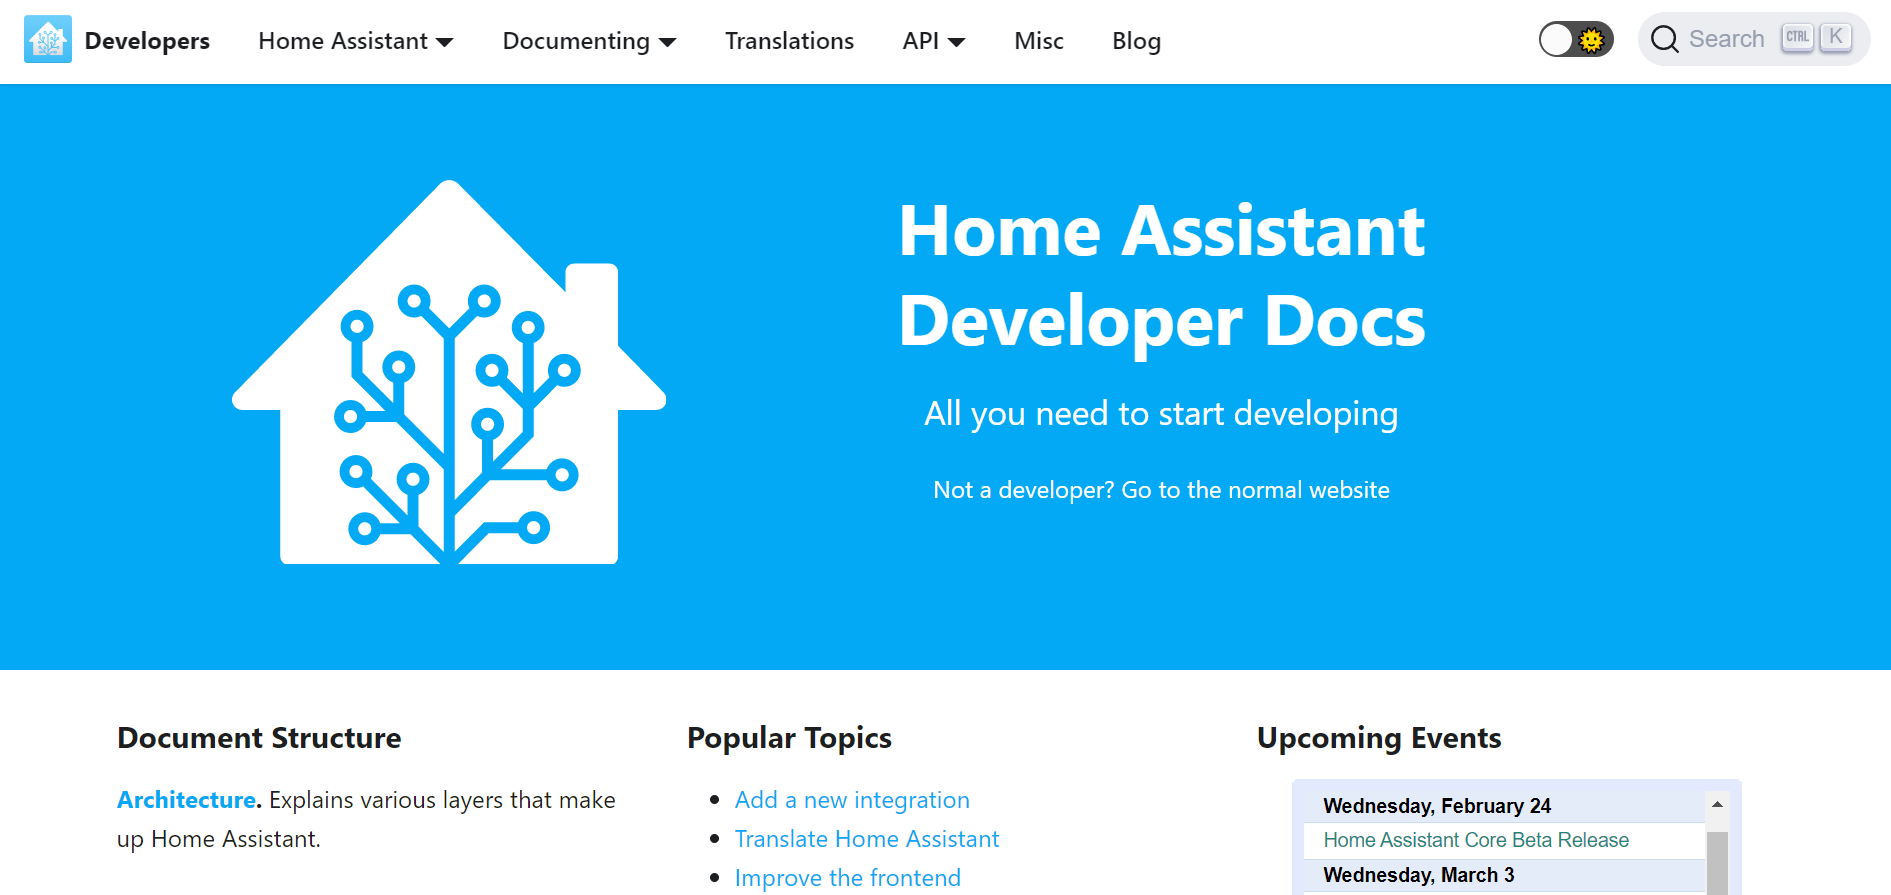 Developers Home Assistant Documenting Translations API Misc Blog Search CTRL K
Home Assistant
Developer Docs
All you need to start developing
Not a developer? Go to the normal website
Document Structure
Architecture. Explains various layers that make
up Home Assistant.
Popular Topics
Add a new integration
Translate Home Assistant
Improve the frontend
Upcoming Events
Wednesday, February 24
Home Assistant Core Beta Release
Wednesday, March 3